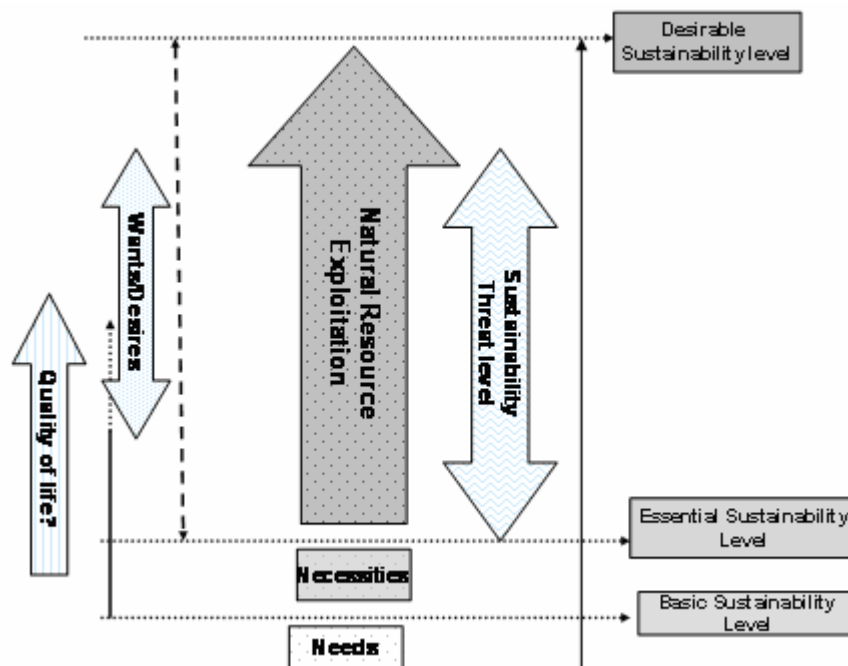 Desirable
Sustainability level
Wants/Desires
Natural Resource
Exploitation
Sustainability
Threat level
Quality of life?
Essential Sustainability
Level
Necessities
Basic Sustainability
Level
Needs